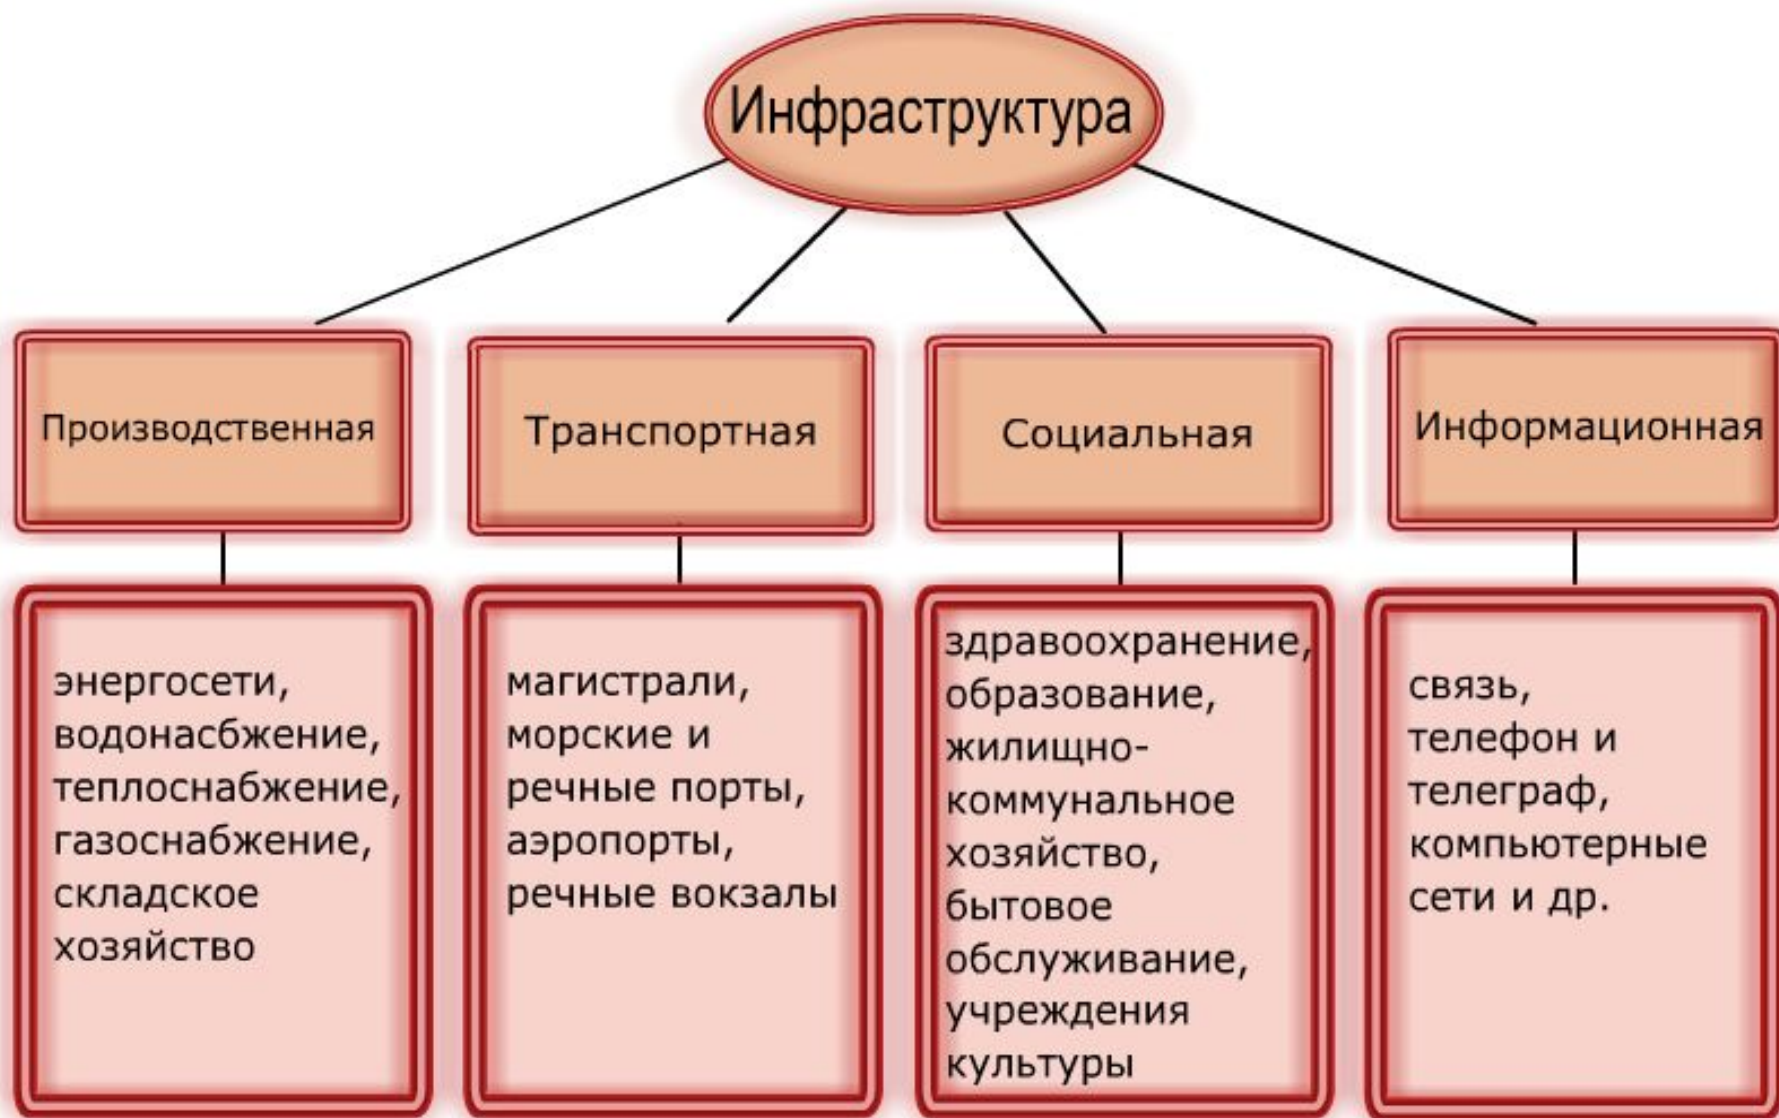 Инфраструктура
Производственная
Транспортная
Социальная
Информационная
энергосети,
водонасбжение,
теплоснабжение,
газоснабжение,
складское
хозяйство
магистрали,
морские и
речные порты,
аэропорты,
речные вокзалы
здравоохранение,
образование,
жилищно-
коммунальное
хозяйство,
бытовое
обслуживание,
учреждения
культуры
связь,
телефон и
телеграф,
компьютерные
сети и др.